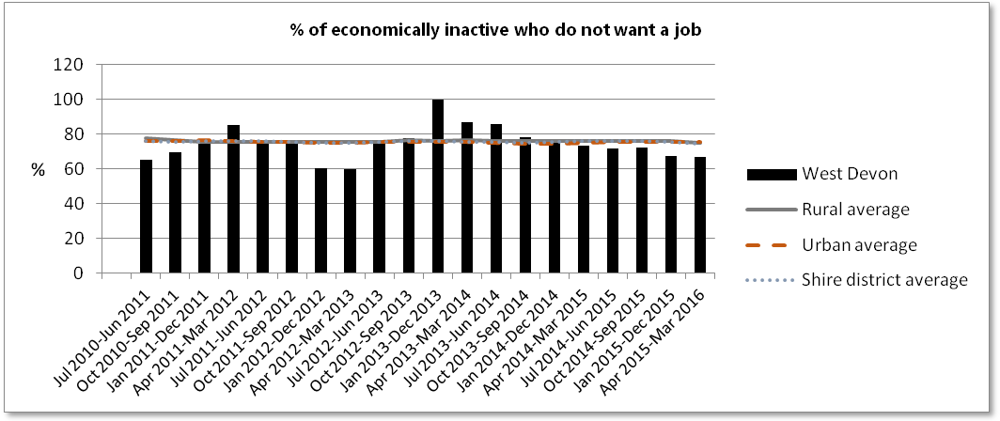 % of economically inactive who do not want a job
120
100
80
60
40
20
0
%
Jul 2010-Jun 2011
Oct 2010-Sep 2011
Jan 2011-Dec 2011
Apr 2011-Mar 2012
Jul 2011-Jun 2012
Oct 2011-Sep 2012
Jan 2012-Dec 2012
Apr 2012-Mar 2013
Jul 2012-Jun 2013
Oct 2012-Sep 2013
Jan 2013-Dec 2013
Apr 2013-Mar 2014
Jul 2013-Jun 2014
Oct 2013-Sep 2014
Jan 2014-Dec 2014
Apr 2014-Mar 2015
Jul 2014-Jun 2015
Oct 2014-Sep 2015
Jan 2015-Dec 2015
Apr 2015-Mar 2016
West Devon
Rural average
Urban average
Shire district average